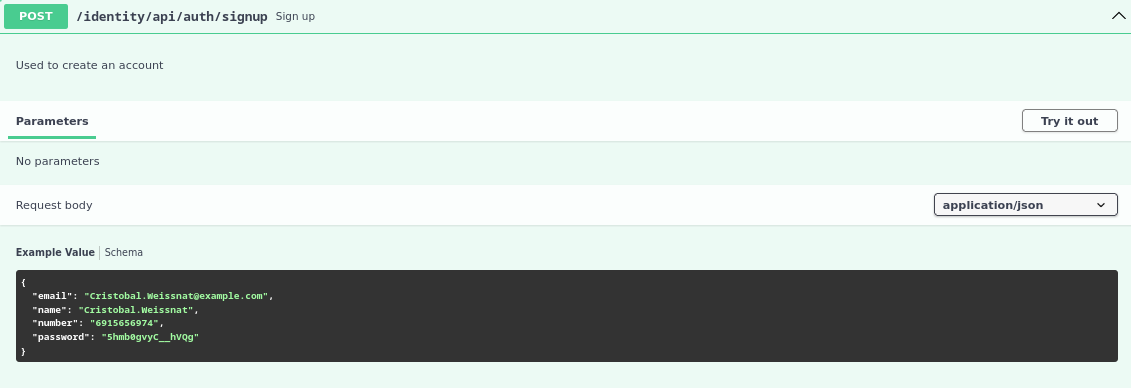 POST /identity/api/auth/signup Sign up
Used to create an account
Parameters Try it out
No parameters
Request body application/json
Example Value Schema
{
"email": "Cristobal.Weissnat@example.com",
"name": "Cristobal.Weissnat",
"number": "6915656974",
"password": "5hmb0gvyC__hVQg"
}